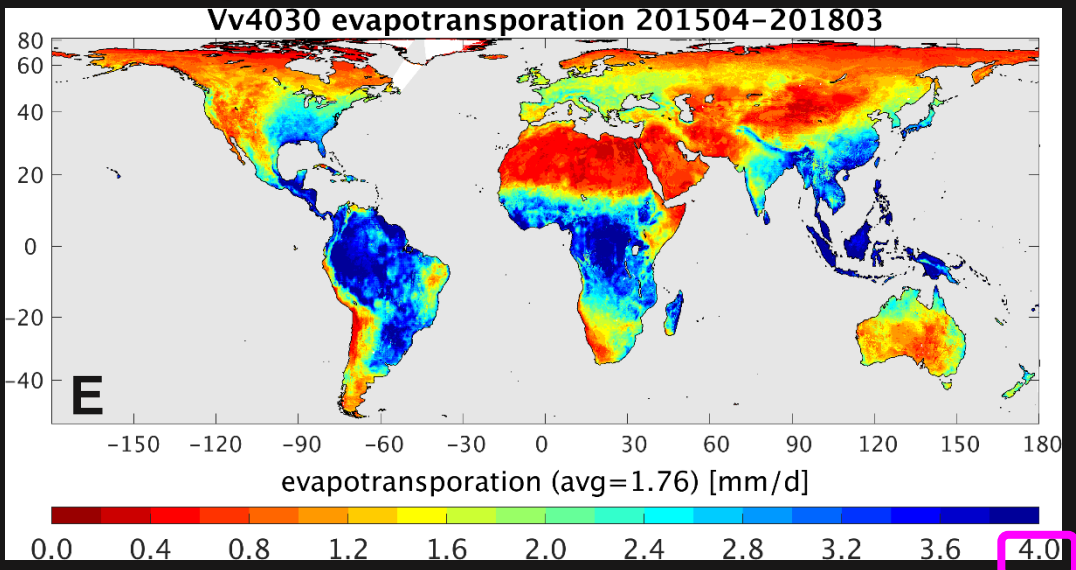 Vv4030 evapotransporation 201504-201803
80
60
40
20
0
-20
-40
E
-150 -120 -90 -60 -30 0 30 60 90 120 150 180
evapotransporation (avg=1.76) [mm/d]
0.0 0.4 0.8 1.2 1.6 2.0 2.4 2.8 3.2 3.6 4.0